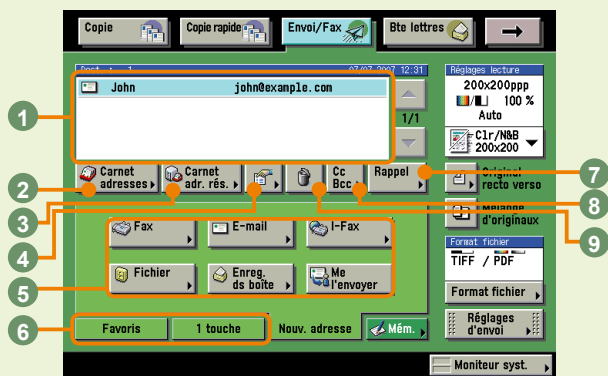 Copie
Copie rapide
Envoi/Fax
Bte lettres
07/07 2007 12:31
Réglages lecture
John john@example.com
200x200ppp
100 %
Auto
1/1
Clr/N&B
200x200
Carnet
adresses
Carnet
adr. rés.
Cc
Bcc
Rappel
Original
recto verso
Mélange
d'originaux
Fax
E-mail
I-Fax
Fichier
Enreg.
ds boîte
Me
l'envoyer
Format fichier
TIFF / PDF
Format fichier
Réglages
d'envoi
Favoris
1 touche
Nouv. adresse
Mém.
Moniteur syst.
1
2
3
4
5
6
7
8
9